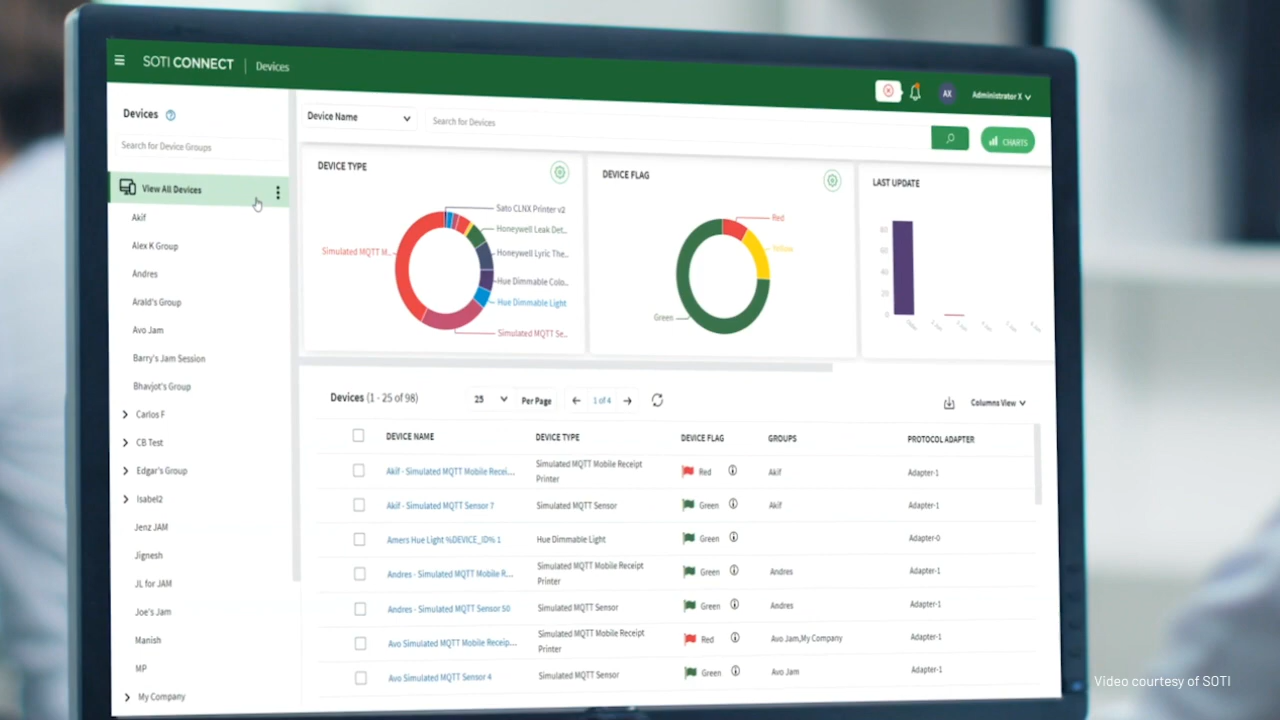 SOTI CONNECT | Devices
AX
Administrator X
Devices
Search for Device Groups
View All Devices
Akif
Alex K Group
Andres
Arald's Group
Avo Jam
Barry's Jam Session
Bhavjot's Group
Carlos F
CB Test
Edgar's Group
Isabel2
Jenz JAM
Jignesh
JL for JAM
Joe's Jam
Manish
MP
My Company
Device Name
Search for Devices
CHARTS
DEVICE TYPE
Sato CLNX Printer v2
Honeywell Leak Det..
Simulated MQTT M...
Honeywell Lyric The..
Hue Dimmable Colo..
Hue Dimmable Light
Simulated MQTT Se..
DEVICE FLAG
Red
Yellow
Green
LAST UPDATE
80
60
40
20
0
Devices (1 - 25 of 98)
25
Per Page
1 of 4
Columns View
DEVICE NAME DEVICE TYPE DEVICE FLAG GROUPS PROTOCOL ADAPTER
Akif - Simulated MQTT Mobile Recei... Simulated MQTT Mobile Receipt Printer Red Akif Adapter-1
Akif - Simulated MQTT Sensor 7 Simulated MQTT Sensor Green Akif Adapter-1
Amers Hue Light %DEVICE_ID% 1 Hue Dimmable Light Green Adapter-0
Andres - Simulated MQTT Mobile R... Simulated MQTT Mobile Receipt Printer Green Andres Adapter-1
Andres - Simulated MQTT Sensor 50 Simulated MQTT Sensor Green Andres Adapter-1
Avo Simulated MQTT Mobile Receip... Simulated MQTT Mobile Receipt Printer Red Avo Jam,My Company Adapter-1
Avo Simulated MQTT Sensor 4 Simulated MQTT Sensor Green Avo Jam Adapter-1
Video courtesy of SOTI